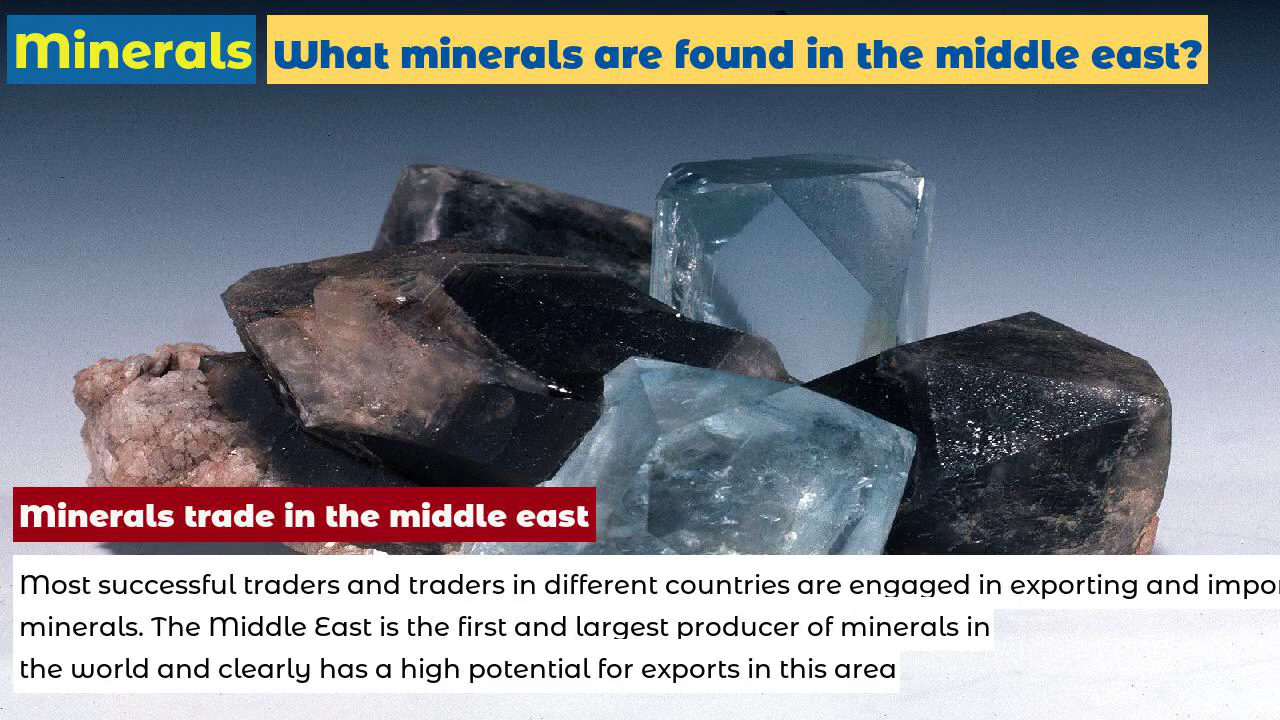 Minerals What minerals are found in the middle east?
Minerals trade in the middle east
Most successful traders and traders in different countries are engaged in exporting and
minerals. The Middle East is the first and largest producer of minerals in
the world and clearly has a high potential for exports in this area